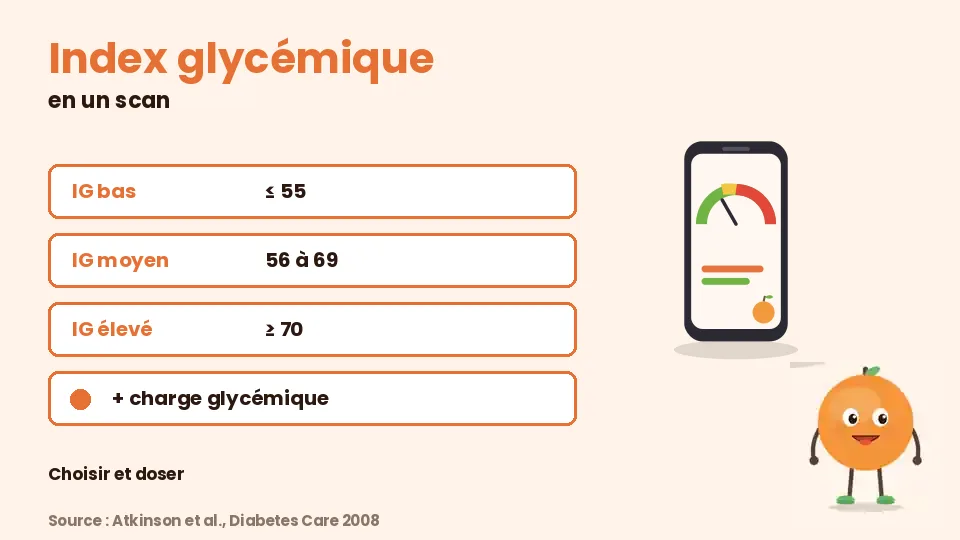 Index glycémique
en un scan
IG bas ≤ 55
IG moyen 56 à 69
IG élevé ≥ 70
+ charge glycémique
Choisir et doser
Source : Atkinson et al., Diabetes Care 2008